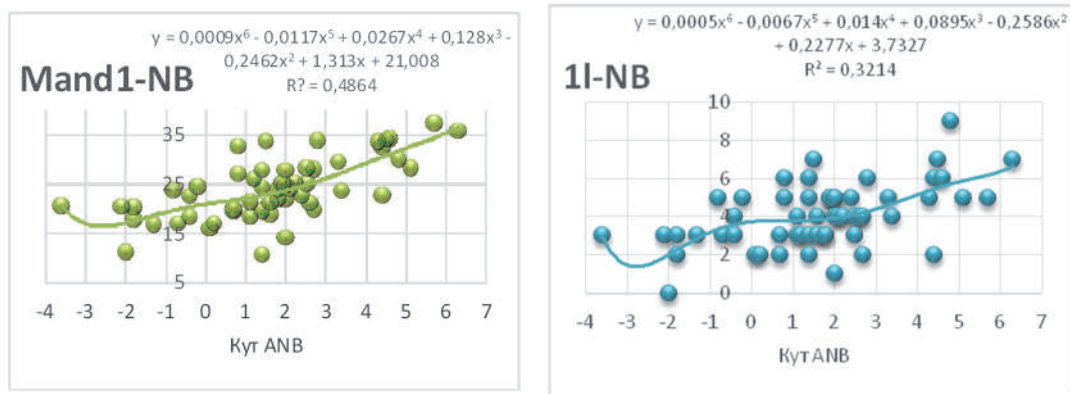 y = 0,0009x⁶ - 0,0117x⁵ + 0,0267x⁴ + 0,128x³ -
0,2462x² + 1,313x + 21,008
R? = 0,4864
Mand1-NB
35
25
15
5
-4 -3 -2 -1 0 1 2 3 4 5 6 7
Кут ANB
y = 0,0005x⁶ - 0,0067x⁵ + 0,014x⁴ + 0,0895x³ - 0,2586x²
+ 0,2277x + 3,7327
R² = 0,3214
1l-NB
10
8
6
4
2
0
-4 -3 -2 -1 0 1 2 3 4 5 6 7
Кут ANB